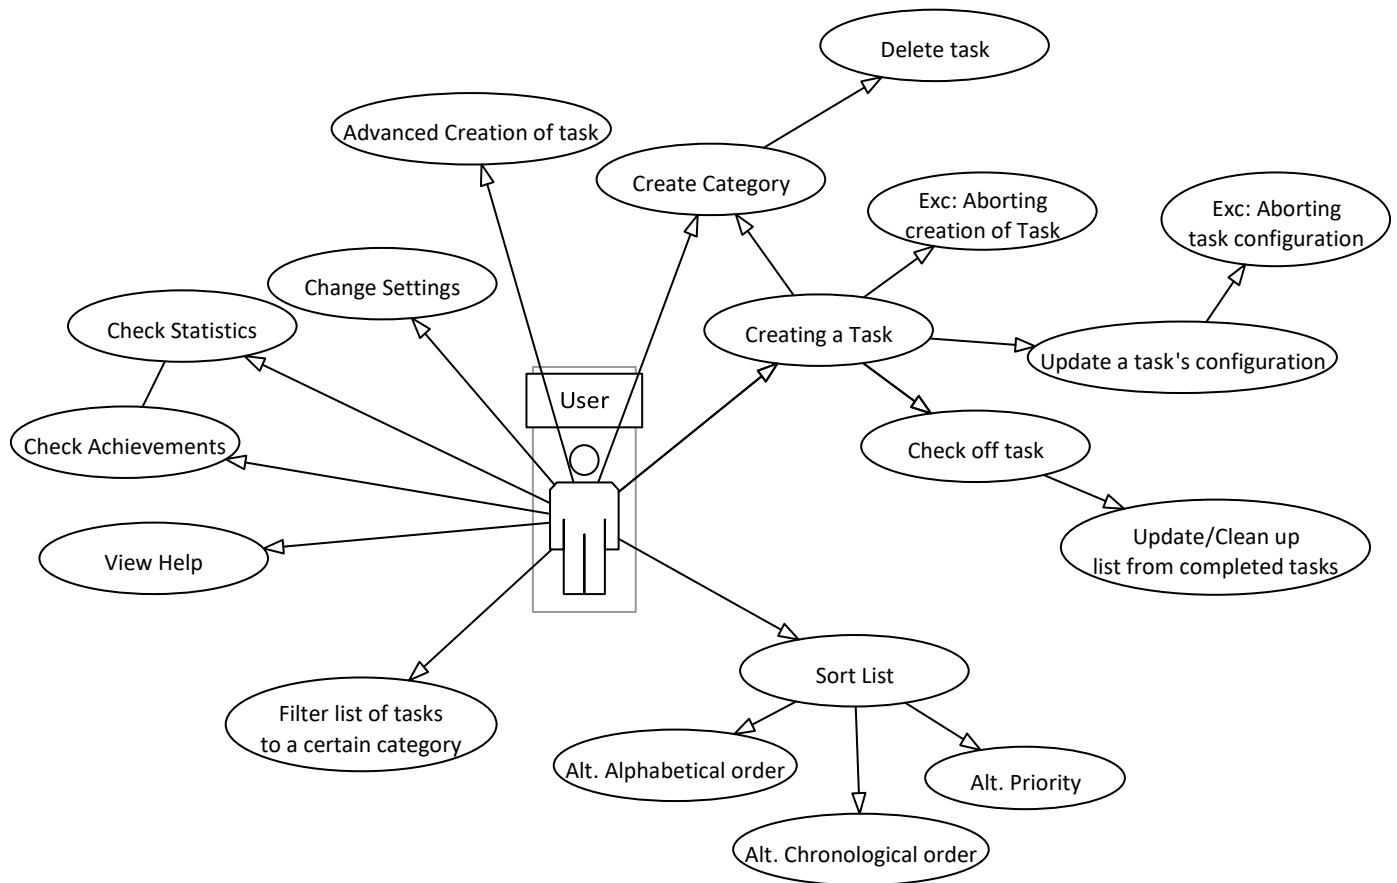 Delete task
Advanced Creation of task
Create Category
Exc: Aborting
creation of Task
Exc: Aborting
task configuration
Change Settings
Check Statistics
Creating a Task
Update a task's configuration
User
Check Achievements
Check off task
View Help
Update/Clean up
list from completed tasks
Sort List
Filter list of tasks
to a certain category
Alt. Alphabetical order
Alt. Priority
Alt. Chronological order